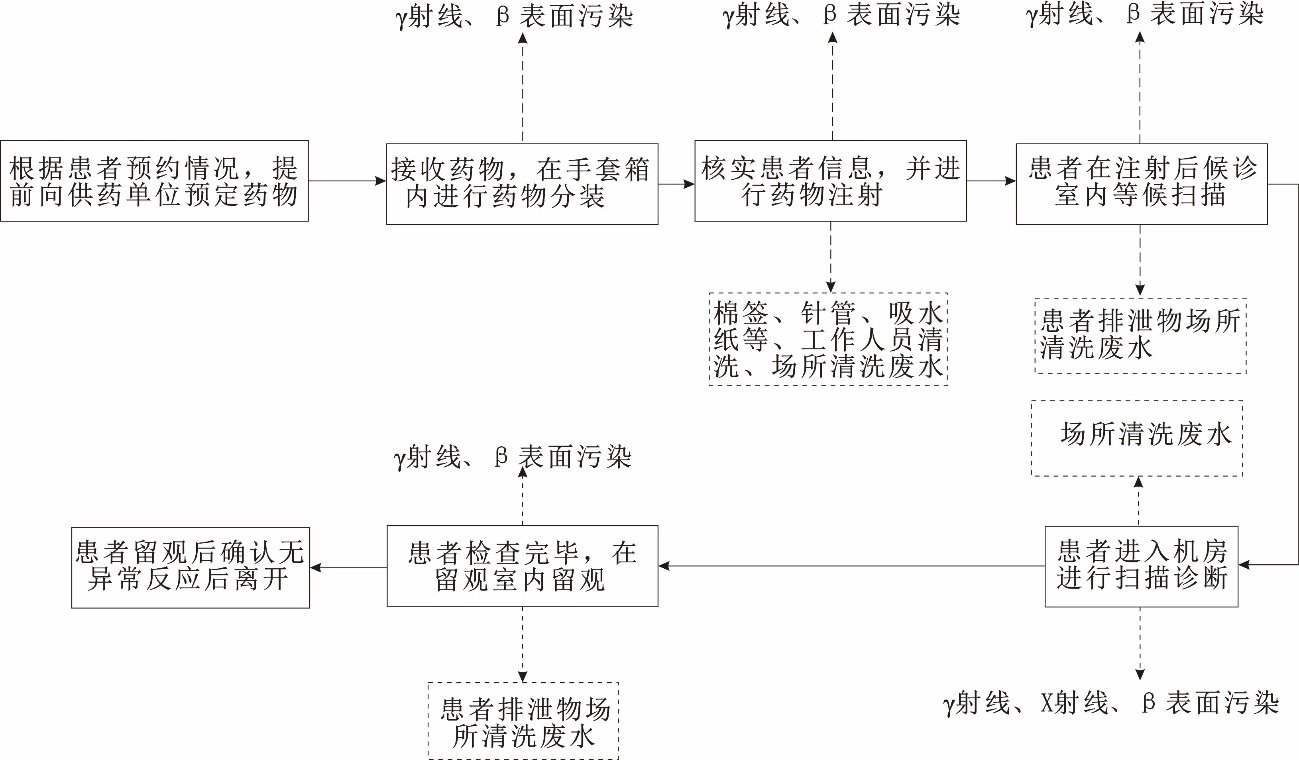 γ射线、β表面污染
γ射线、β表面污染
γ射线、β表面污染
根据患者预约情况，提
前向供药单位预定药物
接收药物，在手套箱
内进行药物分装
核实患者信息，并进
行药物注射
患者在注射后候诊
室内等候扫描
棉签、针管、吸水
纸等、工作人员清
洗、场所清洗废水
患者排泄物场所
清洗废水
场所清洗废水
γ射线、β表面污染
患者留观后确认无
异常反应后离开
患者检查完毕，在
留观室内留观
患者进入机房
进行扫描诊断
患者排泄物场
所清洗废水
γ射线、X射线、β表面污染